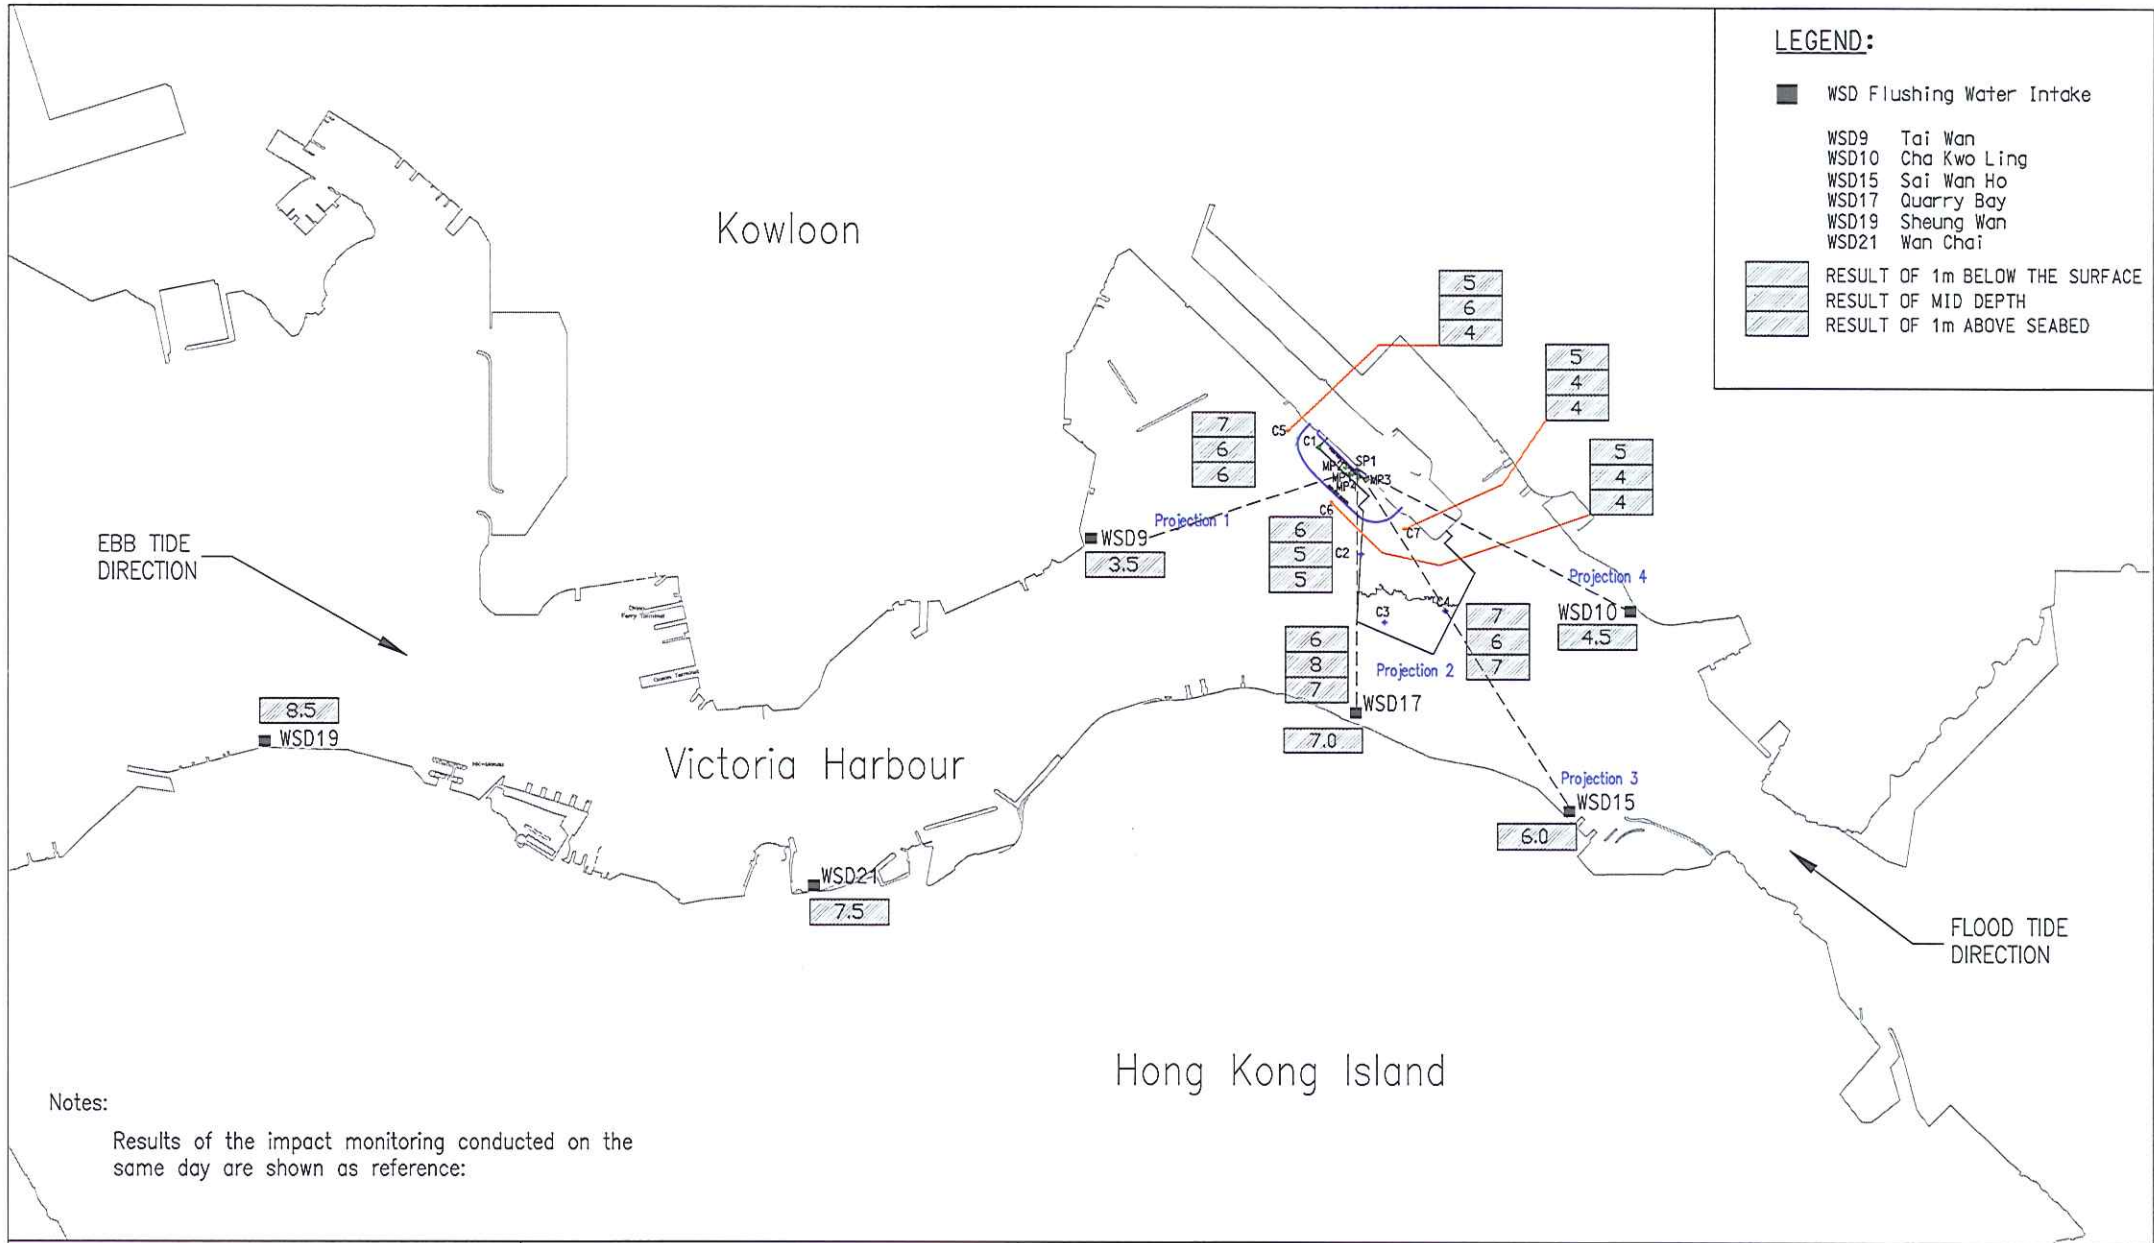 LEGEND:
WSD Flushing Water Intake
WSD9 Tai Wan
WSD10 Cha Kwo Ling
WSD15 Sai Wan Ho
WSD17 Quarry Bay
WSD19 Sheung Wan
WSD21 Wan Chai
RESULT OF 1m BELOW THE SURFACE
RESULT OF MID DEPTH
RESULT OF 1m ABOVE SEABED
Kowloon
5
6
4
5
4
4
5
4
4
7
6
6
C5
C1
SP1
MP2
MP3
MP4
C6
C7
Projection 1
WSD9
3.5
6
5
5
C2
EBB TIDE
DIRECTION
Projection 4
WSD10
4.5
C3
C4
7
6
7
6
8
7
Projection 2
Ferry Terminal
Ocean Terminal
WSD17
7.0
8.5
WSD19
Victoria Harbour
Projection 3
WSD15
6.0
WSD21
7.5
FLOOD TIDE
DIRECTION
Hong Kong Island
Notes:
Results of the impact monitoring conducted on the
same day are shown as reference: